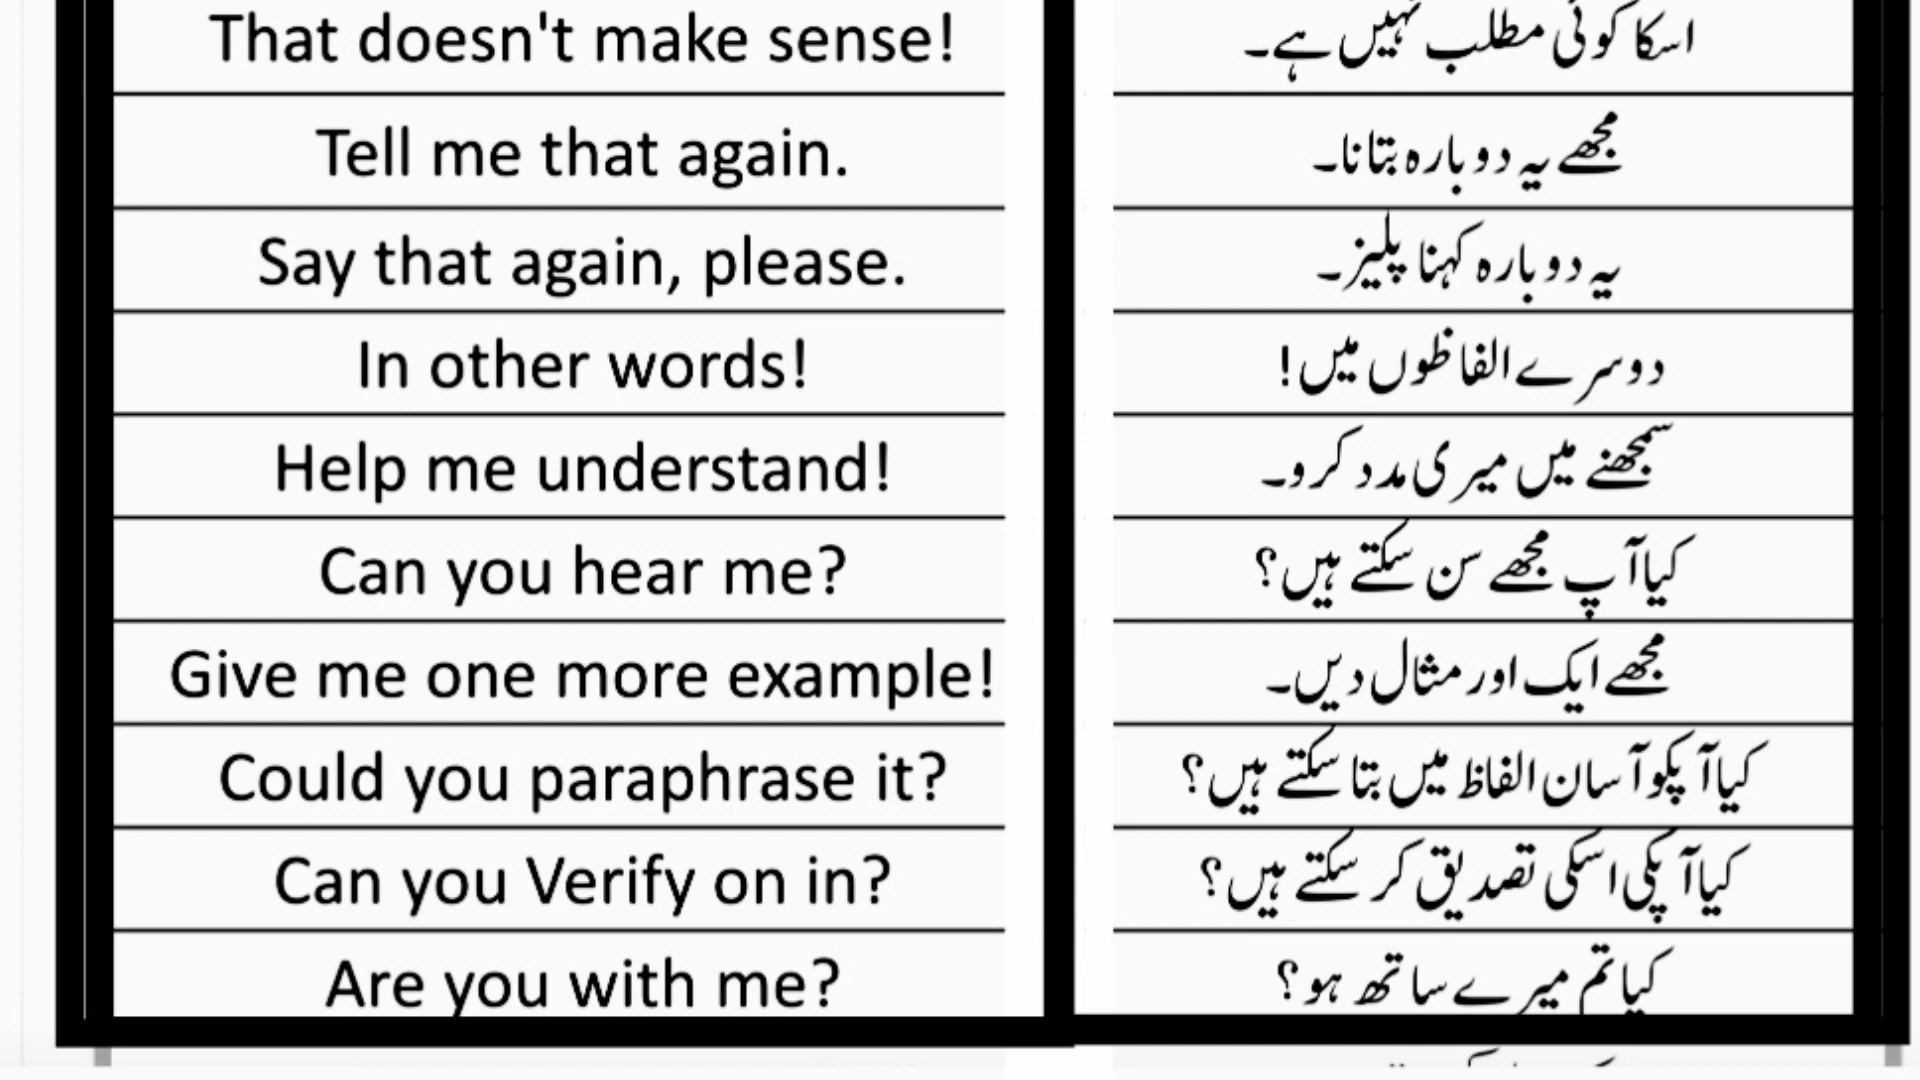 That doesn't make sense!
اسکا کوئی مطلب نہیں ہے۔
Tell me that again.
مجھے یہ دوبارہ بتانا۔
Say that again, please.
یہ دوبارہ کہنا پلیز۔
In other words!
دوسرے الفاظوں میں!
Help me understand!
سمجھنے میں میری مدد کرو۔
Can you hear me?
کیا آپ مجھے سن سکتے ہیں؟
Give me one more example!
مجھے ایک اور مثال دیں۔
Could you paraphrase it?
کیا آپکو آسان الفاظ میں بتا سکتے ہیں؟
Can you Verify on in?
کیا آپکی اسکی تصدیق کر سکتے ہیں؟
Are you with me?
کیا تم میرے ساتھ ہو؟